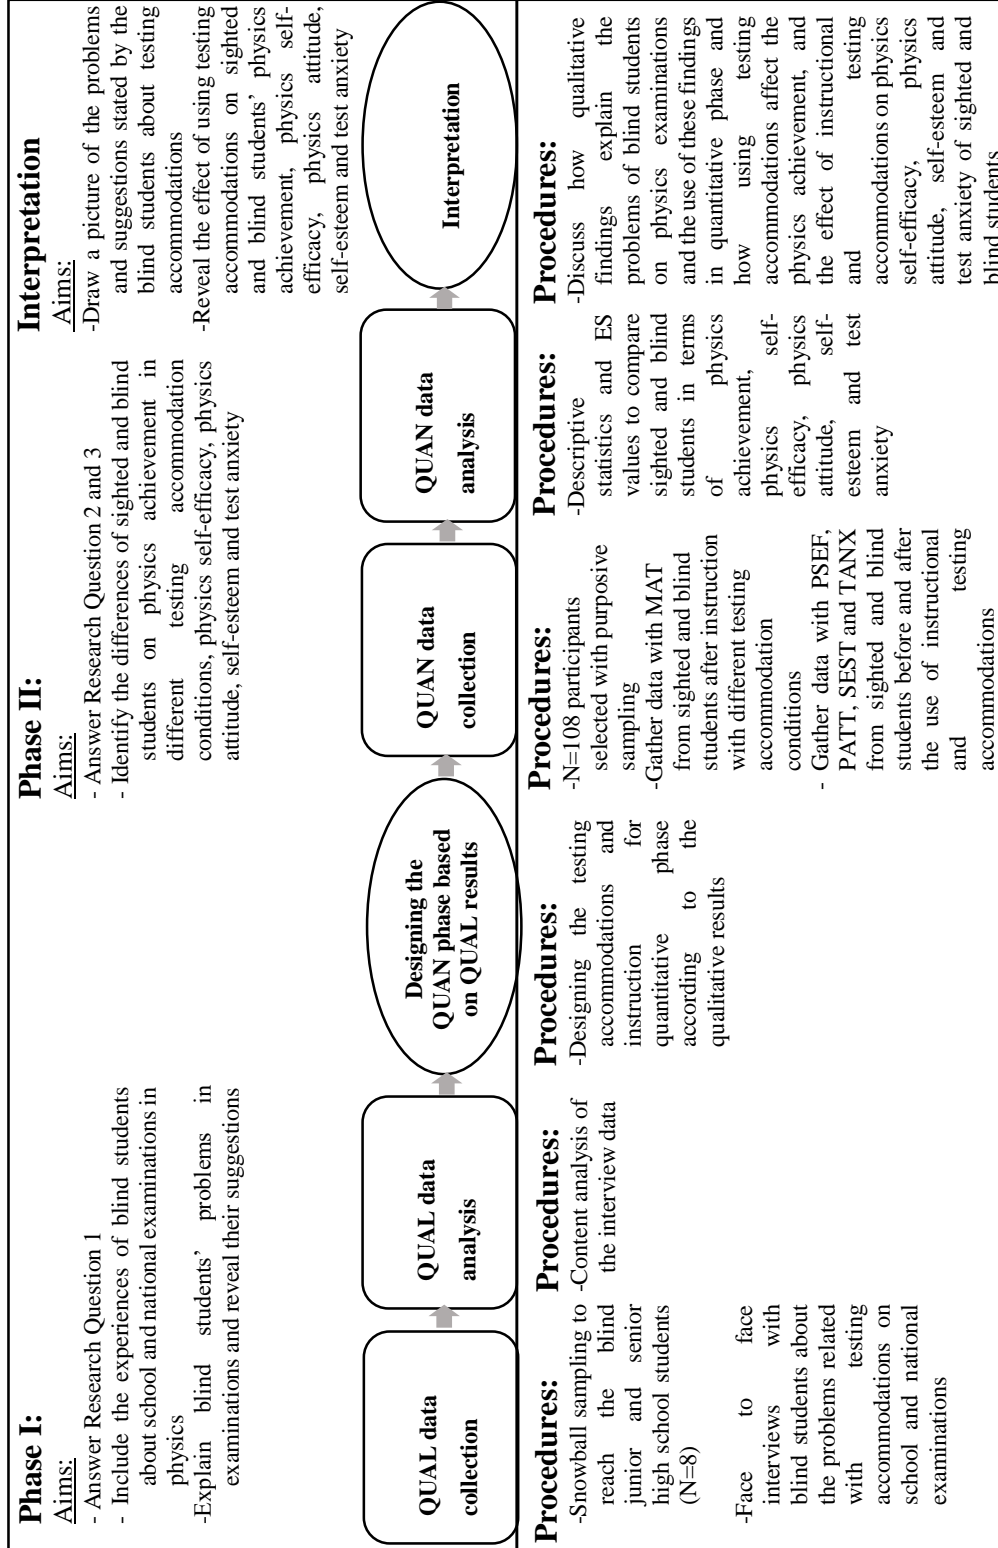 Phase I:
Aims:
- Answer Research Question 1
- Include the experiences of blind students
about school and national examinations in
physics
-Explain blind students’ problems in
examinations and reveal their suggestions
Phase II:
Aims:
- Answer Research Question 2 and 3
- Identify the differences of sighted and blind
students on physics achievement in
different testing accommodation
conditions, physics self-efficacy, physics
attitude, self-esteem and test anxiety
Interpretation
Aims:
-Draw a picture of the problems
and suggestions stated by the
blind students about testing
accommodations
-Reveal the effect of using testing
accommodations on sighted
and blind students’ physics
achievement, physics self-
efficacy, physics attitude,
self-esteem and test anxiety
QUAL data
collection
QUAL data
analysis
Designing the
QUAN phase based
on QUAL results
QUAN data
collection
QUAN data
analysis
Interpretation
Procedures:
-Snowball sampling to
reach the blind
junior and senior
high school students
(N=8)
-Face to face
interviews with
blind students about
the problems related
with testing
accommodations on
school and national
examinations
Procedures:
-Content analysis of
the interview data
Procedures:
-Designing the testing
accommodations and
instruction for
quantitative phase
according to the
qualitative results
Procedures:
-N=108 participants
selected with purposive
sampling
-Gather data with MAT
from sighted and blind
students after instruction
with different testing
accommodation
conditions
- Gather data with PSEF,
PATT, SEST and TANX
from sighted and blind
students before and after
the use of instructional
and testing
accommodations
Procedures:
-Descriptive
statistics and ES
values to compare
sighted and blind
students in terms
of physics
achievement,
physics self-
efficacy, physics
attitude, self-
esteem and test
anxiety
Procedures:
-Discuss how qualitative
findings explain the
problems of blind students
on physics examinations
and the use of these findings
in quantitative phase and
how using testing
accommodations affect the
physics achievement, and
the effect of instructional
and testing
accommodations on physics
self-efficacy, physics
attitude, self-esteem and
test anxiety of sighted and
blind students